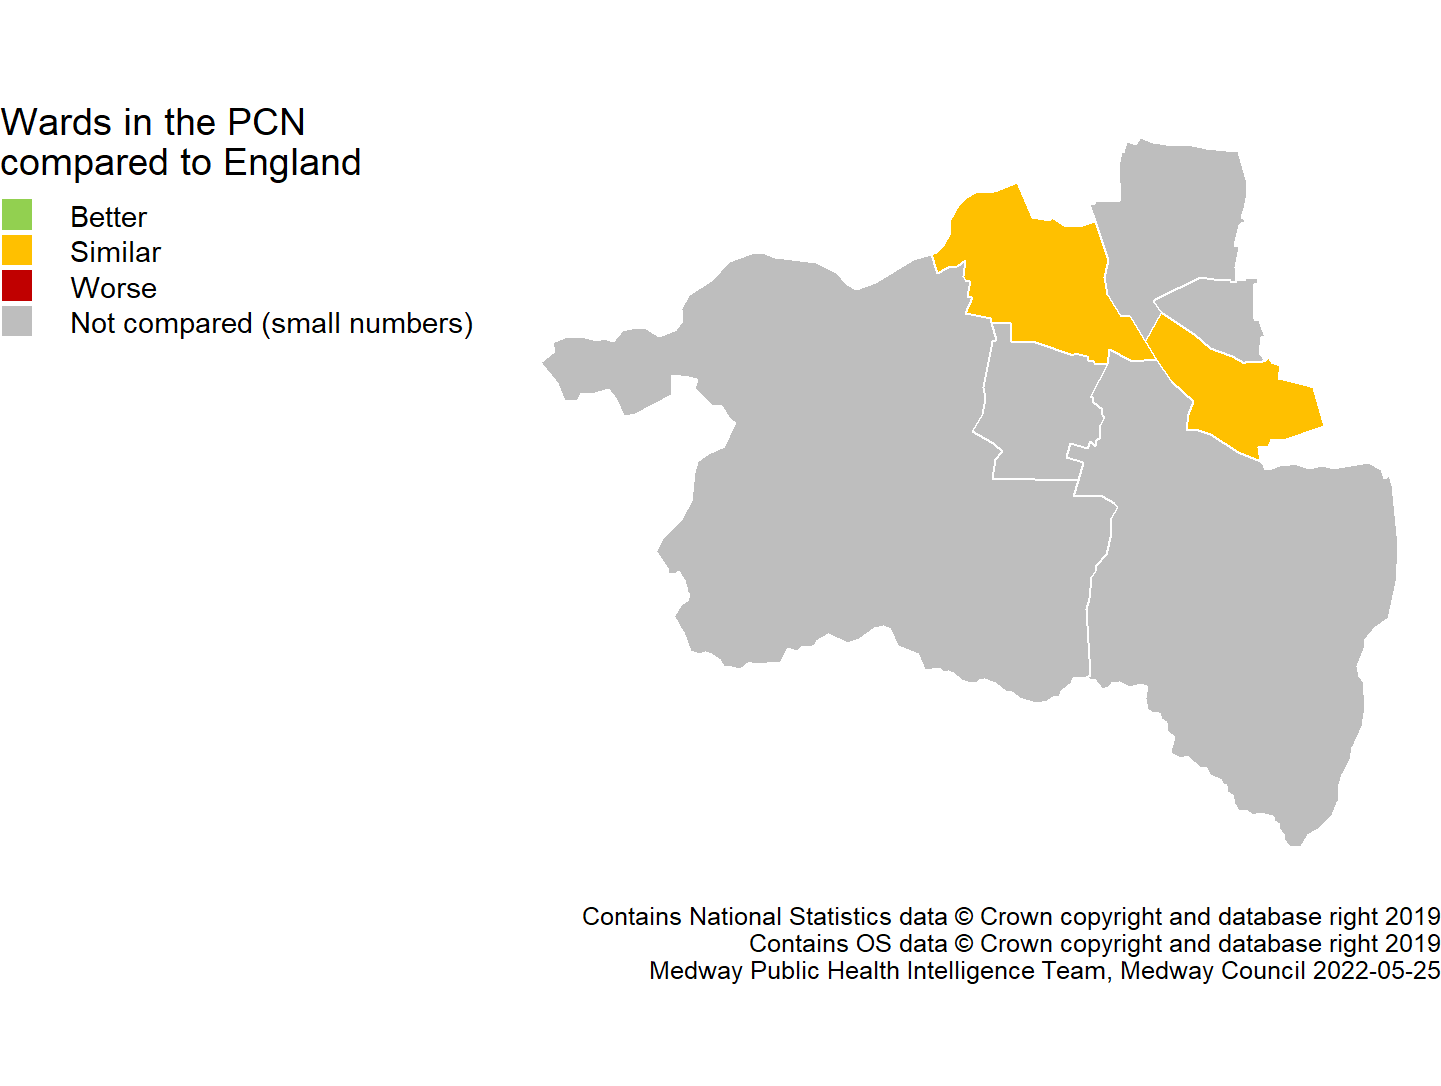 Wards in the PCN
compared to England
Better
Similar
Worse
Not compared (small numbers)
Contains National Statistics data © Crown copyright and database right 2019
Contains OS data © Crown copyright and database right 2019
Medway Public Health Intelligence Team, Medway Council 2022-05-25